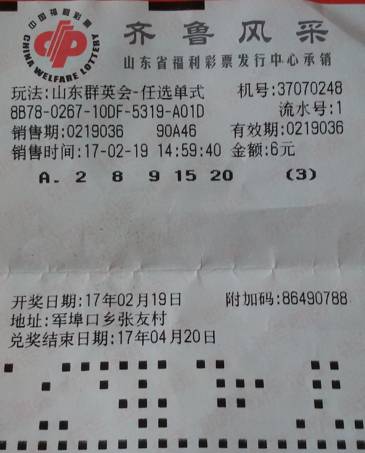 中国福利彩票
CHINA WELFARE LOTTERY
齐鲁风采
山东省福利彩票发行中心承销
玩法:山东群英会-任选单式 机号:37070248
8B78-0267-10DF-5319-A01D 流水号:1
销售期:0219036 90A46 有效期:0219036
销售时间:17-02-19 14:59:40 金额:6元
A. 2 8 9 15 20 (3)
开奖日期:17年02月19日 附加码:86490788
地址:军埠口乡张友村
兑奖结束日期:17年04月20日